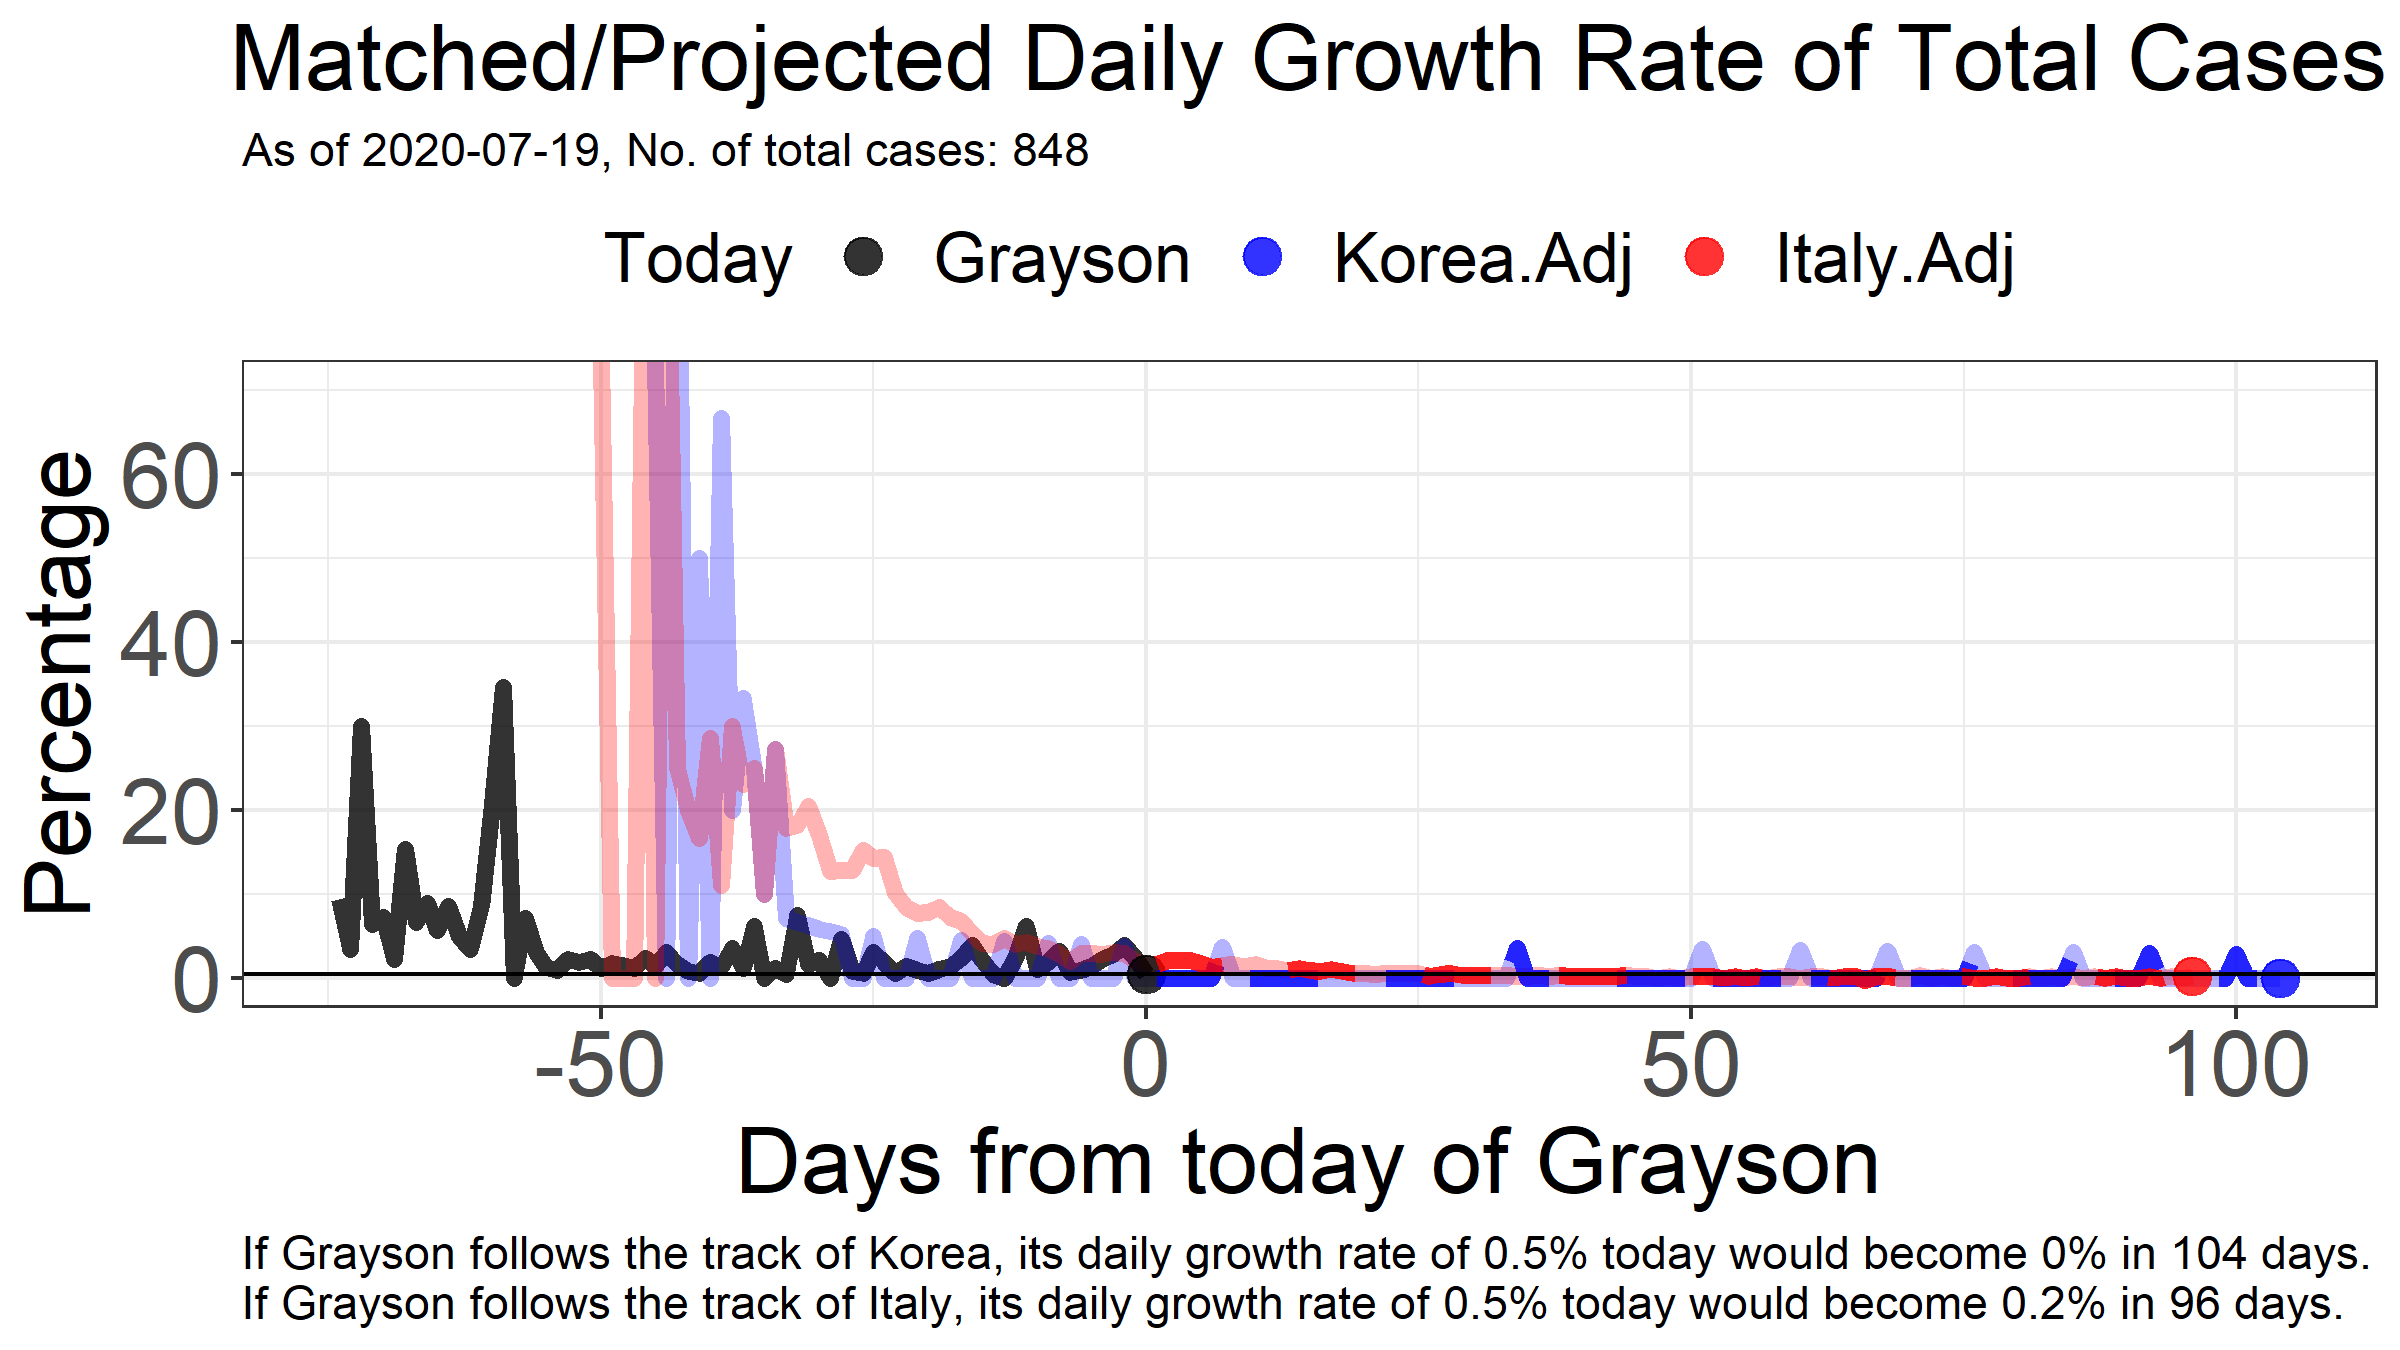 Matched/Projected Daily Growth Rate of Total Cases
As of 2020-07-19, No. of total cases: 848
Today Grayson Korea.Adj Italy.Adj
Percentage
60
40
20
0
-50 0 50 100
Days from today of Grayson
If Grayson follows the track of Korea, its daily growth rate of 0.5% today would become 0% in 104 days.
If Grayson follows the track of Italy, its daily growth rate of 0.5% today would become 0.2% in 96 days.